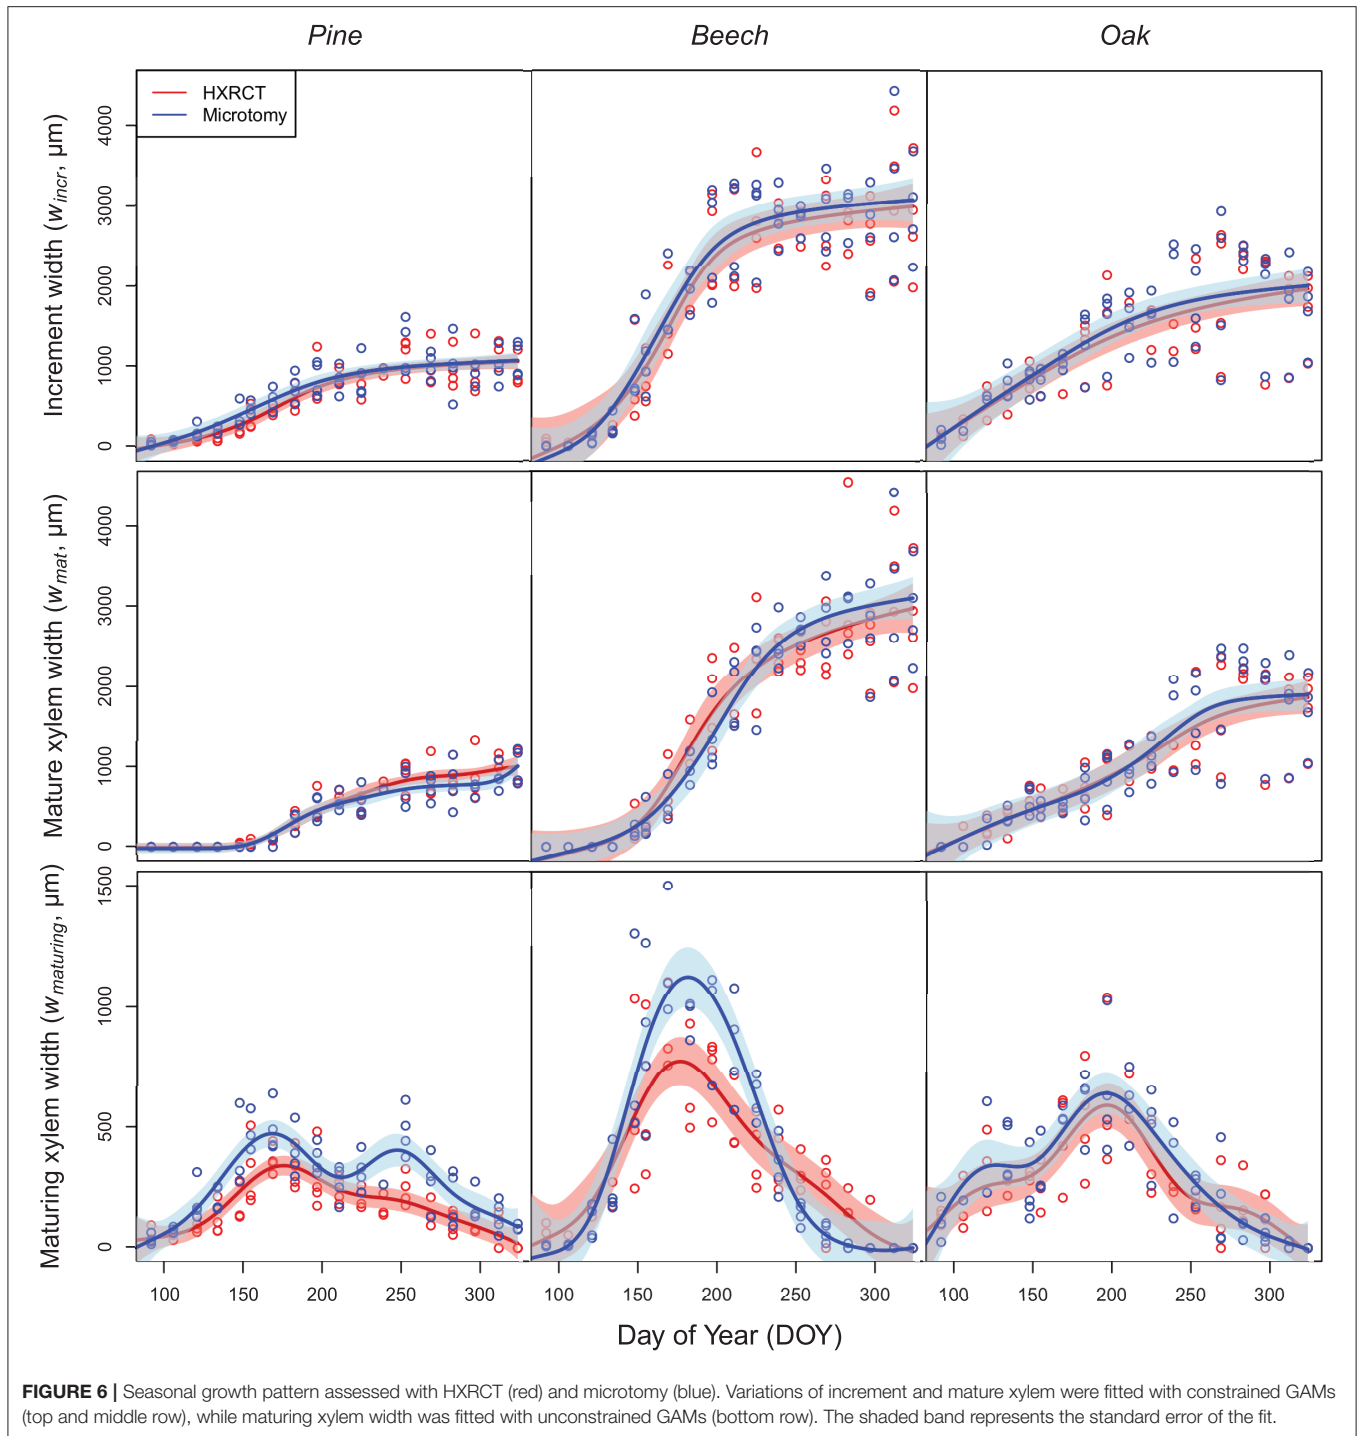 Pine Beech Oak
HXRCT
Microtomy
Increment width (wincr, µm)
0 1000 2000 3000 4000
Mature xylem width (wmat, µm)
0 1000 2000 3000 4000
Maturing xylem width (wmaturing, µm)
0 500 1000 1500
100 150 200 250 300 100 150 200 250 300 100 150 200 250 300
Day of Year (DOY)
FIGURE 6 | Seasonal growth pattern assessed with HXRCT (red) and microtomy (blue). Variations of increment and mature xylem were fitted with constrained GAMs
(top and middle row), while maturing xylem width was fitted with unconstrained GAMs (bottom row). The shaded band represents the standard error of the fit.